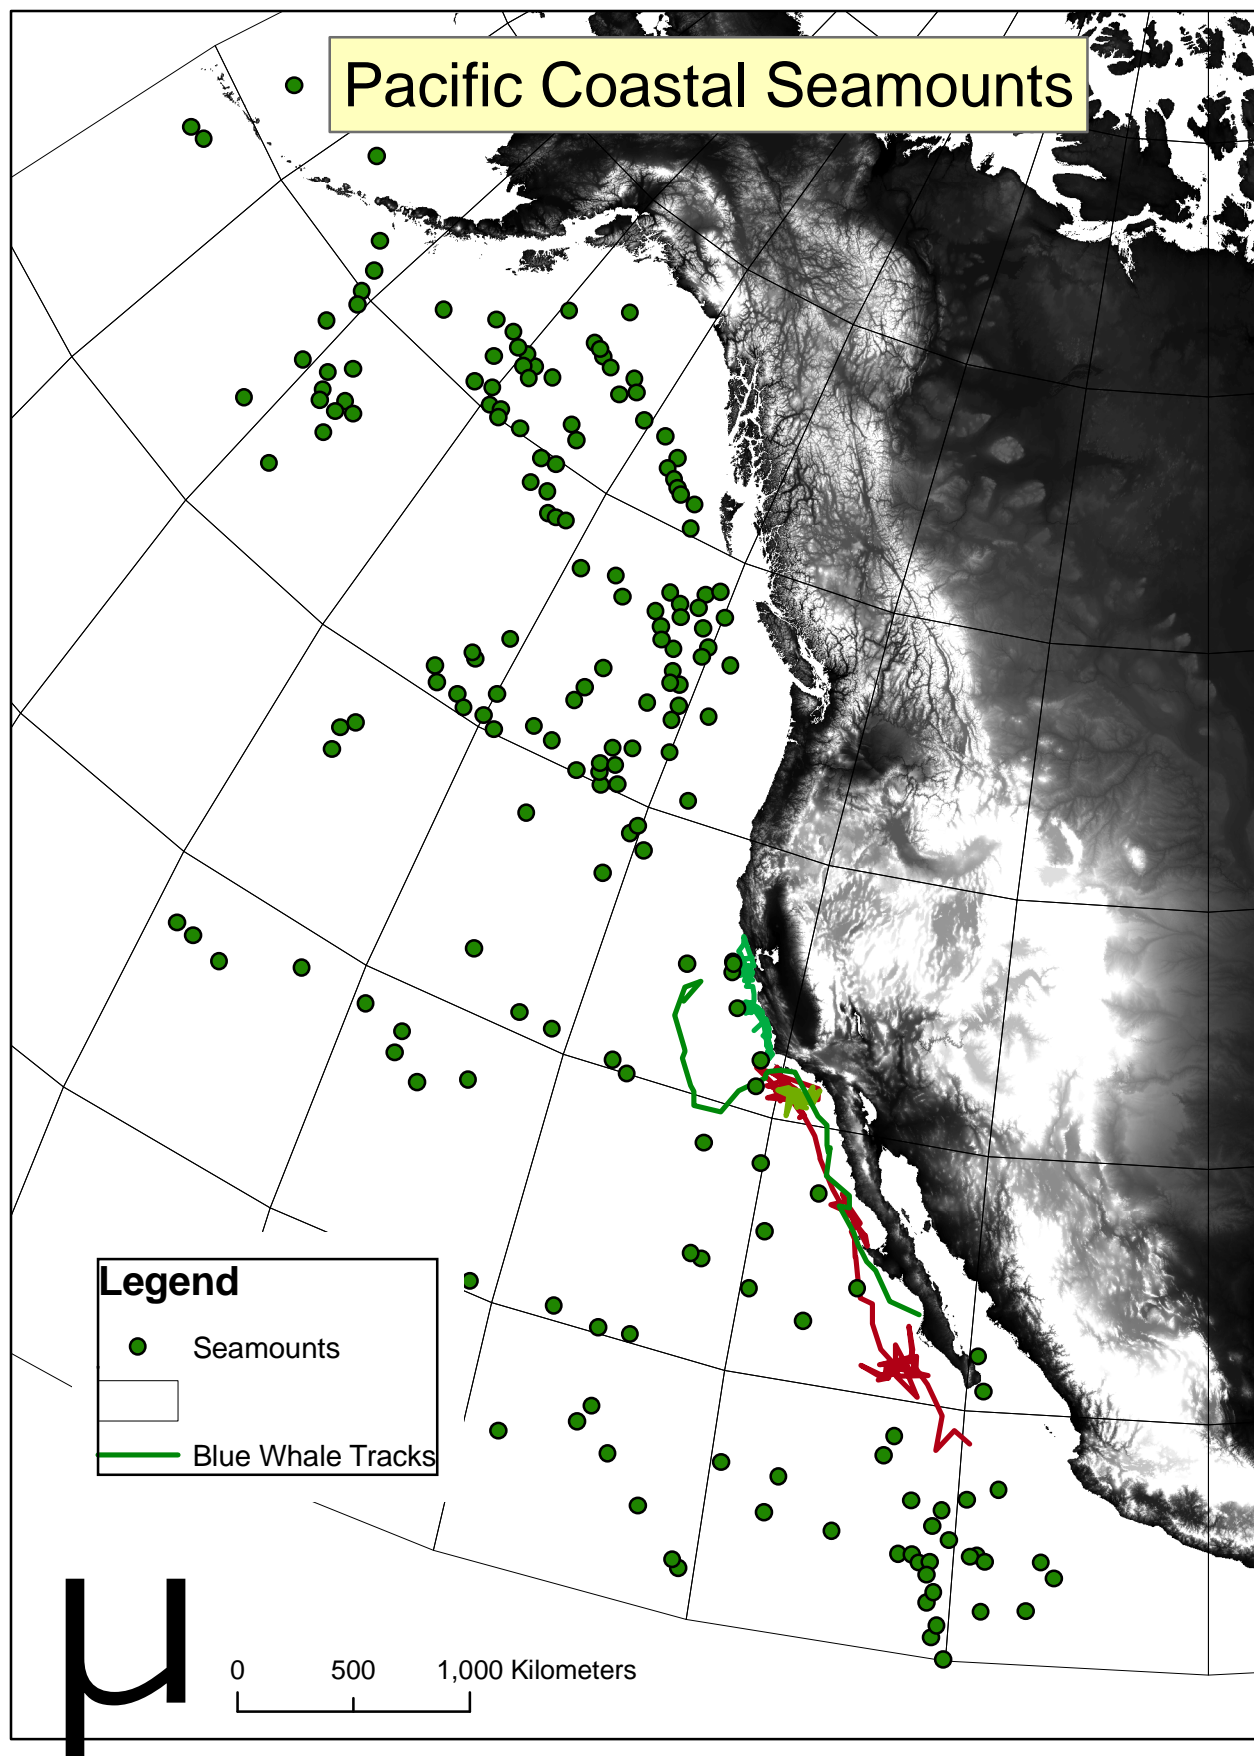 Pacific Coastal Seamounts
Legend
Seamounts
Blue Whale Tracks
µ
0 500 1,000 Kilometers